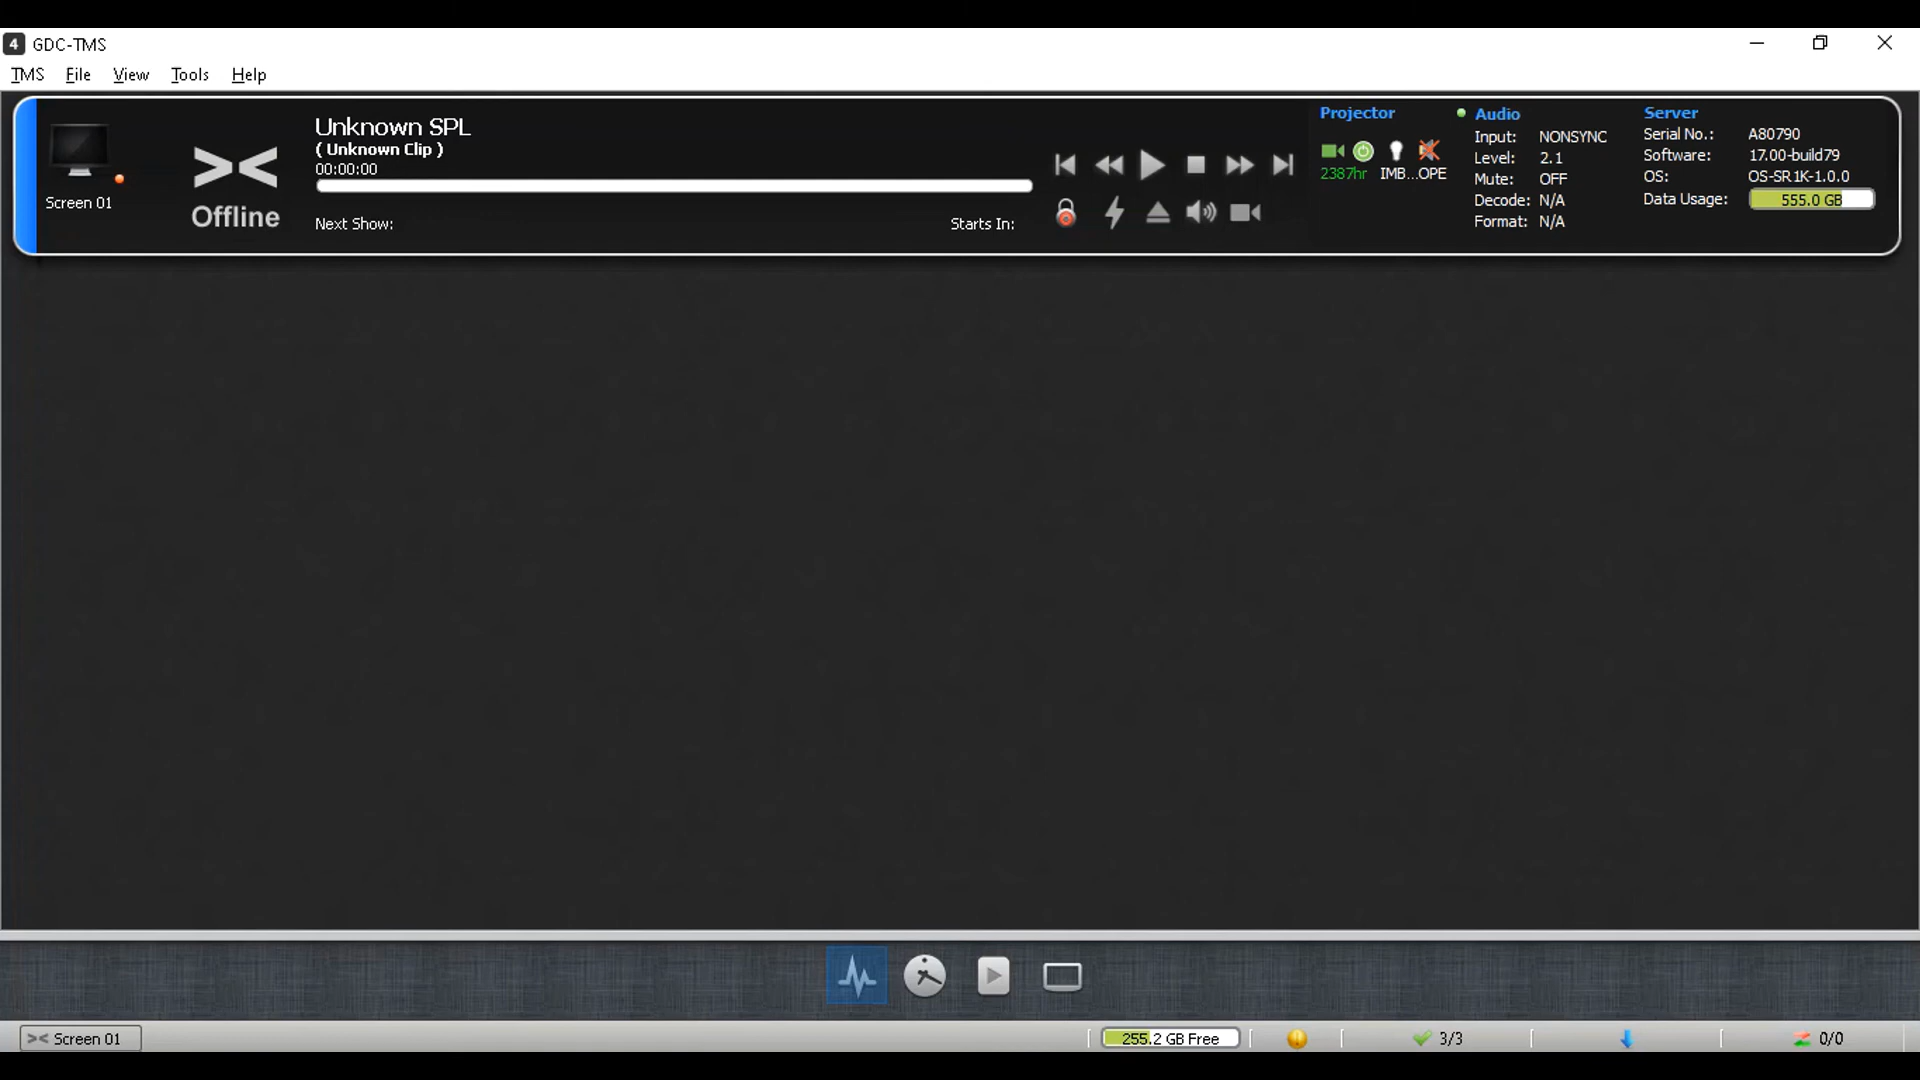 4 GDC-TMS
TMS File View Tools Help
Screen 01
Offline
Unknown SPL
( Unknown Clip )
00:00:00
Next Show: Starts In:
Projector
2387hr IMB...OPE
Audio
Input: NONSYNC
Level: 2.1
Mute: OFF
Decode: N/A
Format: N/A
Server
Serial No.: A80790
Software: 17.00-build79
OS: OS-SR1K-1.0.0
Data Usage: 555.0 GB
Screen 01 255.2 GB Free 3/3 0/0